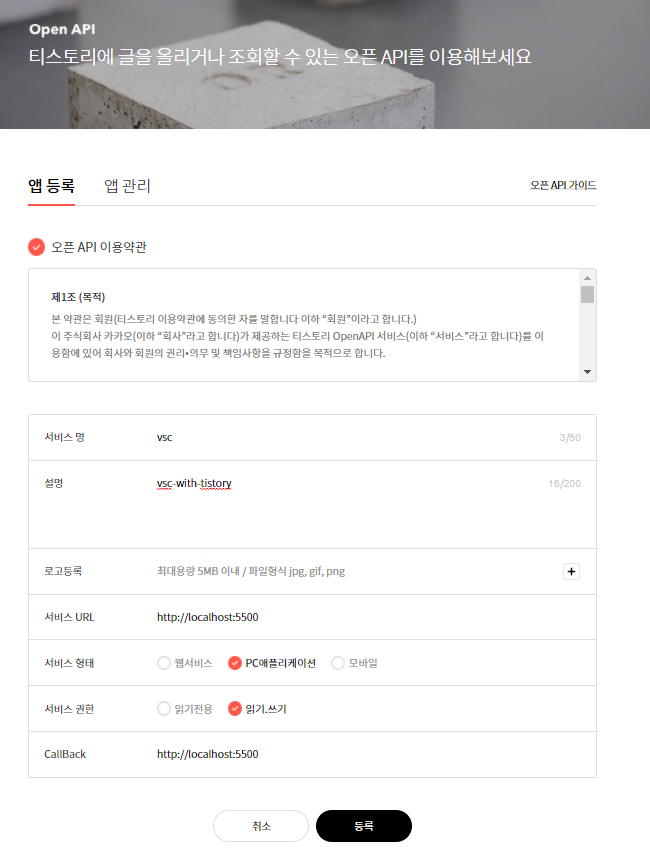 Open API
티스토리에 글을 올리거나 조회할 수 있는 오픈 API를 이용해보세요
앱 등록
앱 관리
오픈 API 가이드
오픈 API 이용약관
제1조 (목적)
본 약관은 회원(티스토리 이용약관에 동의한 자를 말합니다 이하 “회원”이라고 합니다.)
이 주식회사 카카오(이하 “회사”라고 합니다)가 제공하는 티스토리 OpenAPI 서비스(이하 “서비스”라고 합니다)를 이
용함에 있어 회사와 회원의 권리•의무 및 책임사항을 규정함을 목적으로 합니다.
서비스 명
vsc
3/50
설명
vsc-with-tistory
16/200
로고등록
최대용량 5MB 이내 / 파일형식 jpg, gif, png
서비스 URL
http://localhost:5500
서비스 형태
웹서비스
PC애플리케이션
모바일
서비스 권한
읽기전용
읽기.쓰기
CallBack
http://localhost:5500
취소
등록